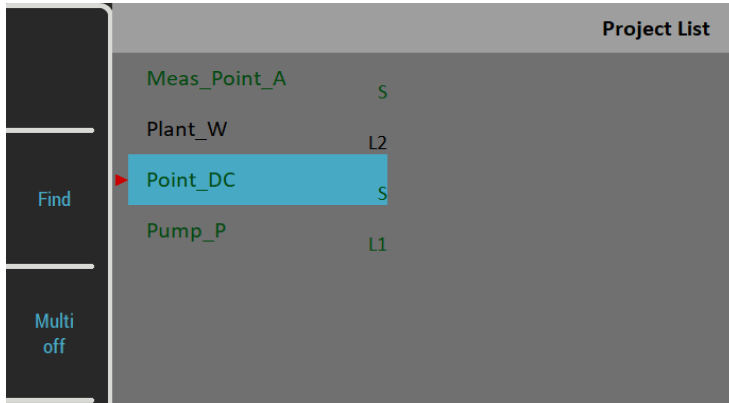 Project List
Meas_Point_A
S
Plant_W
L2
Find
Point_DC
S
Pump_P
L1
Multi
off